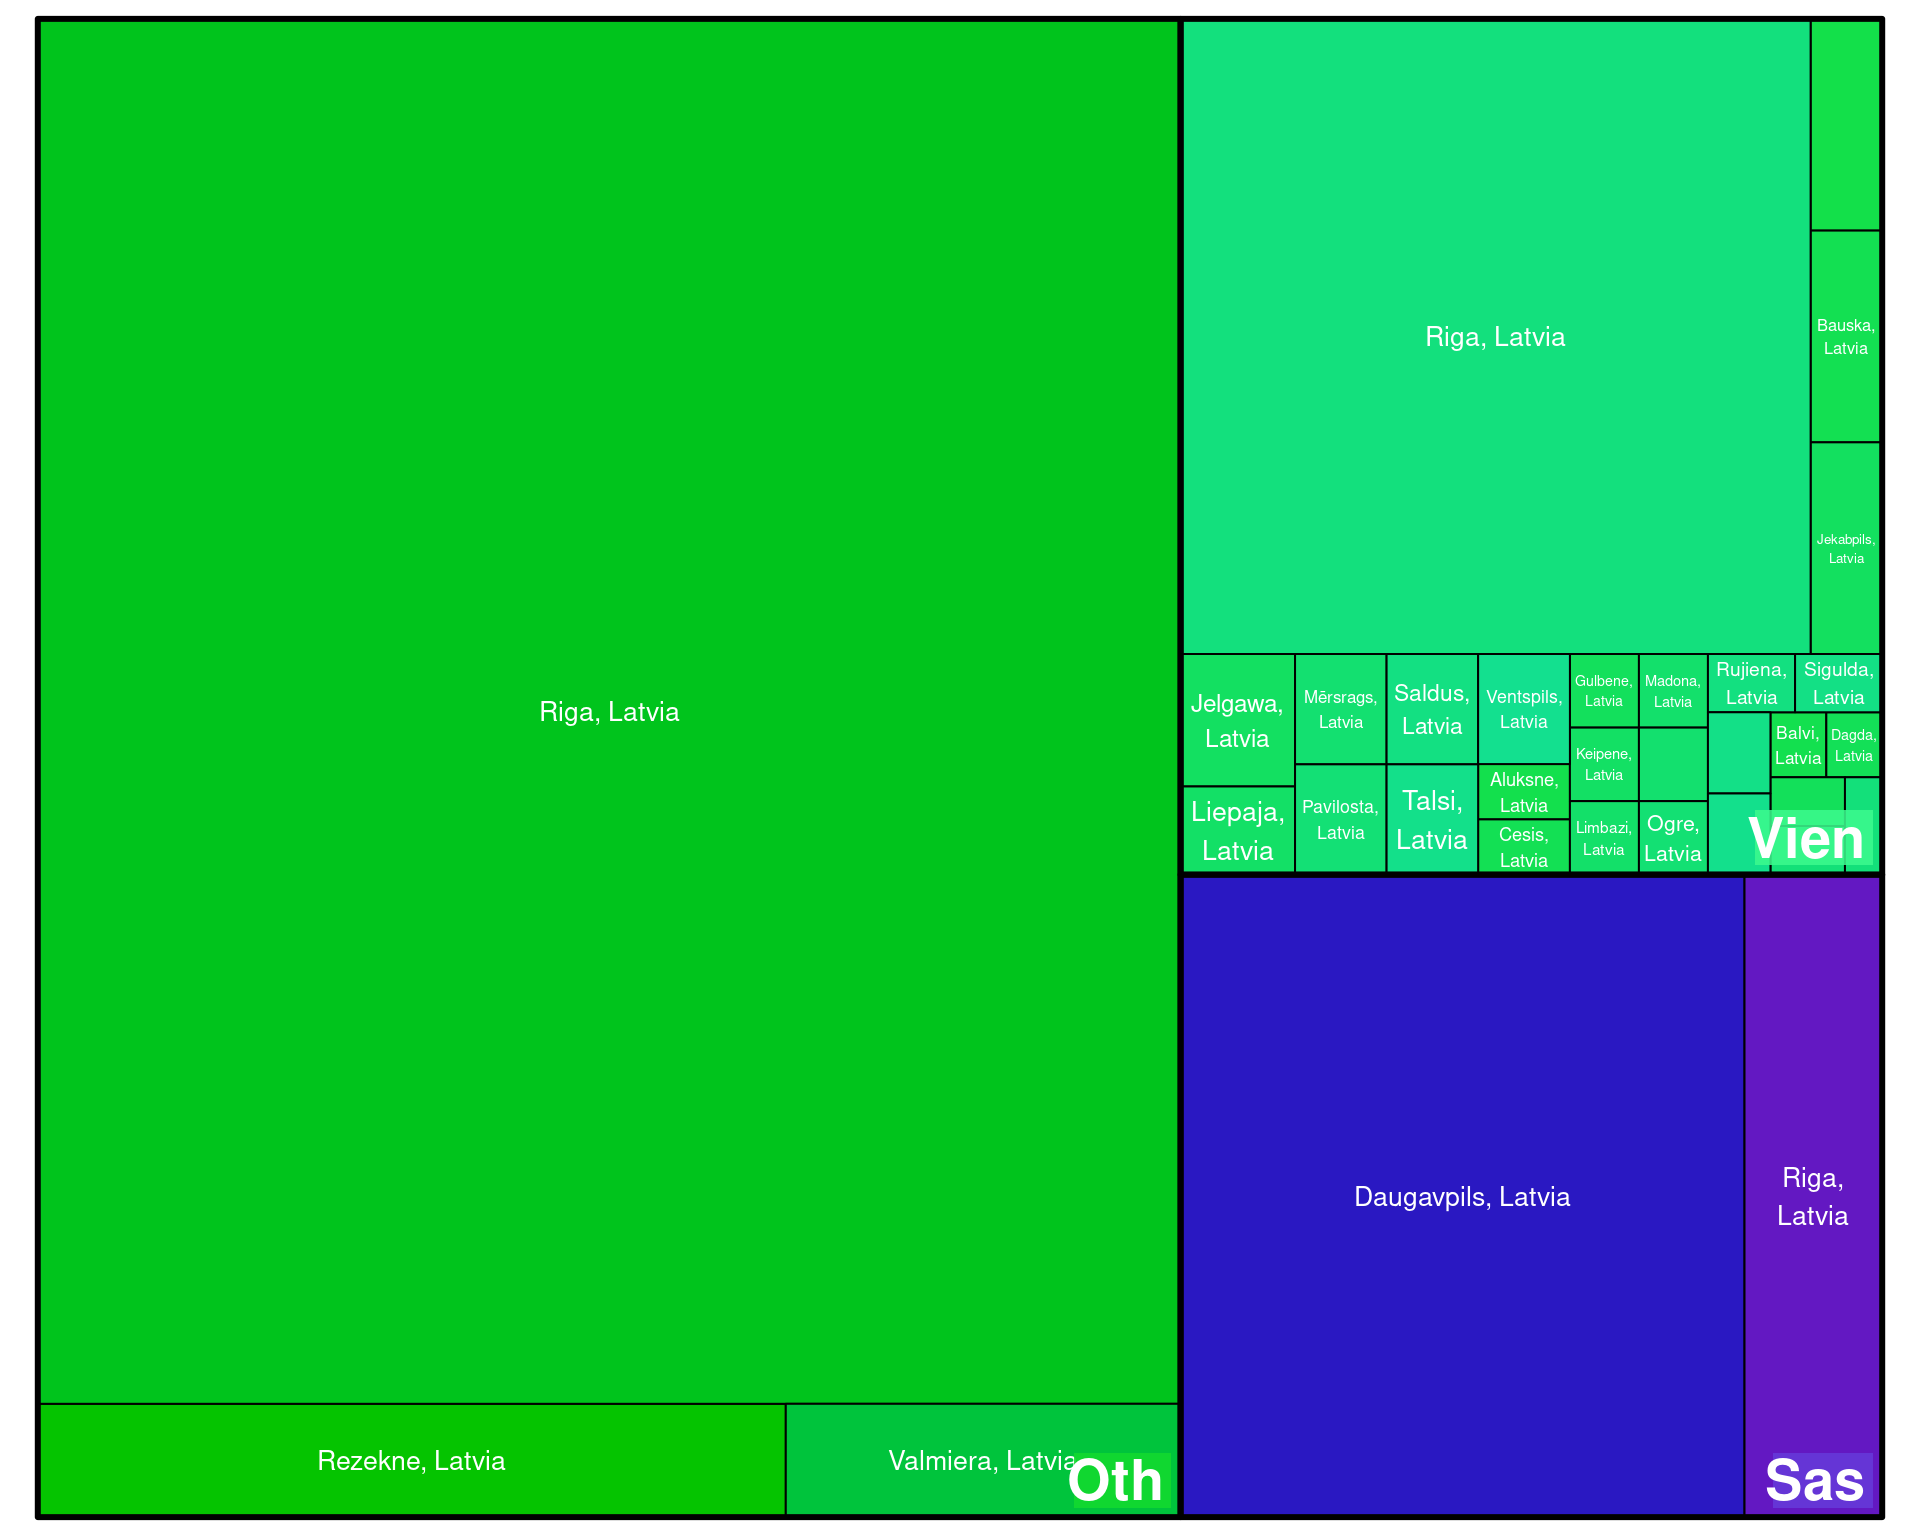 Riga, Latvia
Rezekne, Latvia
Valmiera, Latvia
Oth
Riga, Latvia
Bauska,
Latvia
Jekabpils,
Latvia
Jelgawa,
Latvia
Liepaja,
Latvia
Mērsrags,
Latvia
Pavilosta,
Latvia
Saldus,
Latvia
Talsi,
Latvia
Ventspils,
Latvia
Aluksne,
Latvia
Cesis,
Latvia
Gulbene,
Latvia
Keipene,
Latvia
Limbazi,
Latvia
Madona,
Latvia
Ogre,
Latvia
Rujiena,
Latvia
Sigulda,
Latvia
Balvi,
Latvia
Dagda,
Latvia
Vien
Daugavpils, Latvia
Riga,
Latvia
Sas